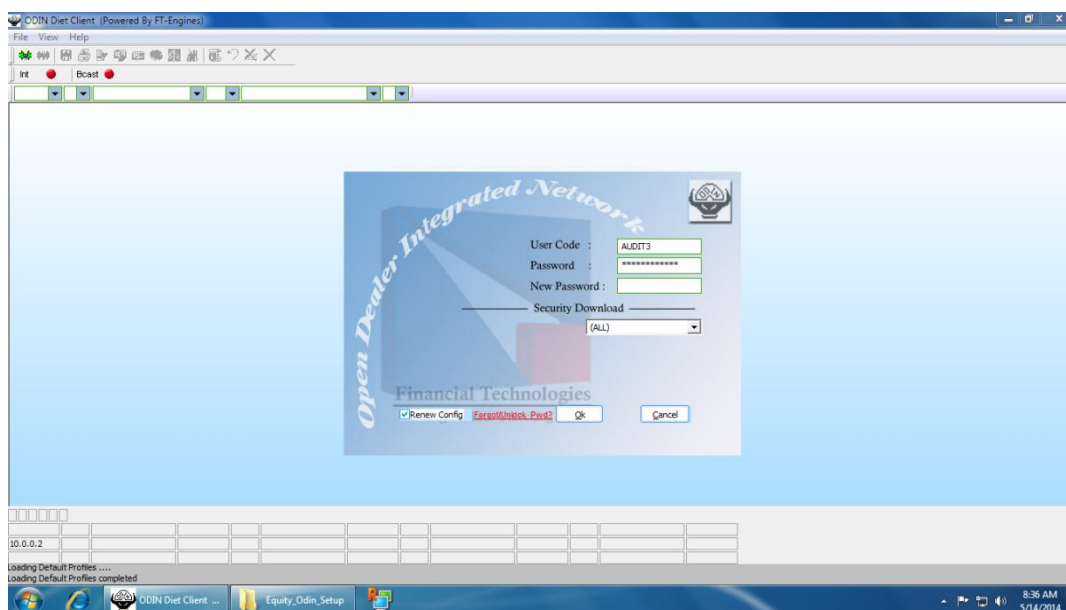 ODIN Diet Client (Powered By FT-Engines)
File View Help
Int Bcast
Open Dealer Integrated Network
ODIN
User Code : AUDIT3
Password : ************
New Password :
Security Download
(ALL)
Financial Technologies
Renew Config Forgot/Unlock Pwd? Ok Cancel
10.0.0.2
Loading Default Profiles ....
Loading Default Profiles completed
ODIN Diet Client ... Equity_Odin_Setup 8:36 AM
5/14/2014